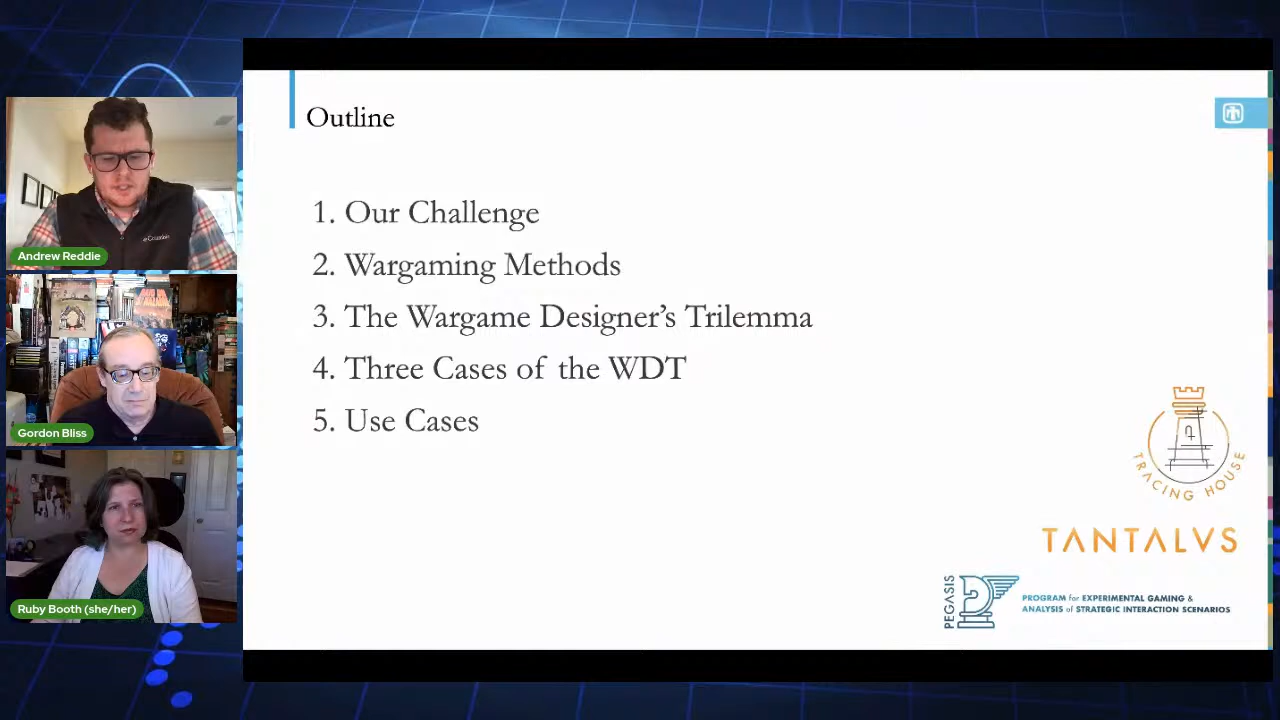 Outline
1. Our Challenge
2. Wargaming Methods
3. The Wargame Designer's Trilemma
4. Three Cases of the WDT
5. Use Cases
TRACING HOUSE
TANTALVS
PEGASIS
PROGRAM for EXPERIMENTAL GAMING &
ANALYSIS of STRATEGIC INTERACTION SCENARIOS
Andrew Reddie
Columbia
Gordon Bliss
Ruby Booth (she/her)